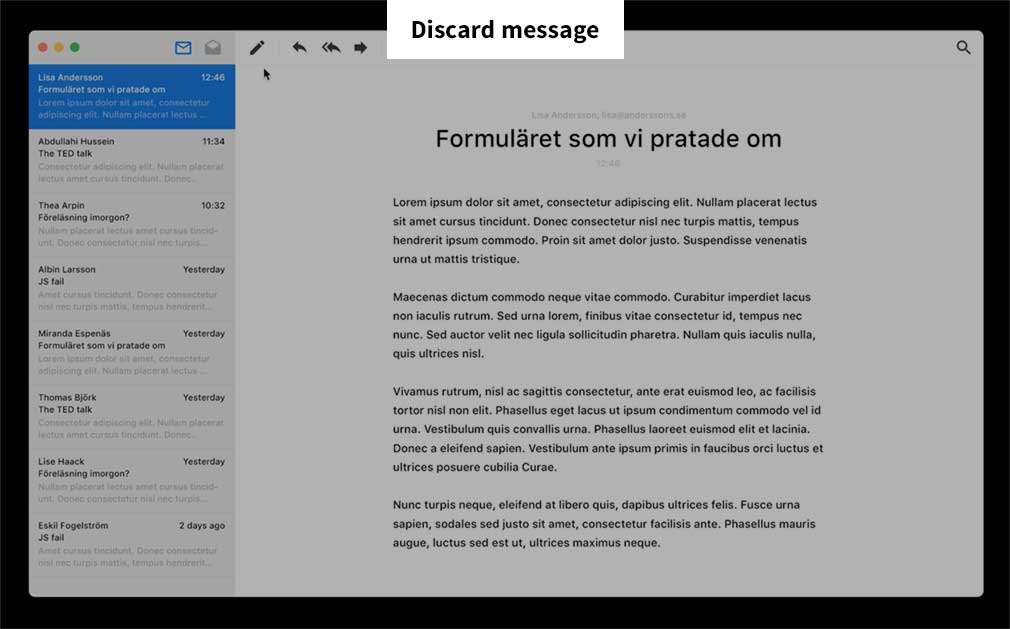 Discard message
Lisa Andersson 12:46
Formuläret som vi pratade om
Lorem ipsum dolor sit amet, consectetur
adipiscing elit. Nullam placerat lectus ...
Abdullahi Hussein 11:34
The TED talk
Consectetur adipiscing elit. Nullam placerat
lectus amet cursus tincidunt. Donec...
Thea Arpin 10:32
Föreläsning imorgon?
Nullam placerat lectus amet cursus tincid-
unt. Donec consectetur nisl nec turpis...
Albin Larsson Yesterday
JS fail
Amet cursus tincidunt. Donec consectetur
nisl nec turpis mattis, tempus hendrerit...
Miranda Espenäs Yesterday
Formuläret som vi pratade om
Lorem ipsum dolor sit amet, consectetur
adipiscing elit. Nullam placerat lectus ...
Thomas Björk Yesterday
The TED talk
Consectetur adipiscing elit. Nullam placerat
lectus amet cursus tincidunt. Donec...
Lise Haack Yesterday
Föreläsning imorgon?
Nullam placerat lectus amet cursus tincid-
unt. Donec consectetur nisl nec turpis...
Eskil Fogelström 2 days ago
JS fail
Amet cursus tincidunt. Donec consectetur
nisl nec turpis mattis, tempus hendrerit...
Lisa Andersson, lisa@anderssons.se
Formuläret som vi pratade om
12:46
Lorem ipsum dolor sit amet, consectetur adipiscing elit. Nullam placerat lectus
sit amet cursus tincidunt. Donec consectetur nisl nec turpis mattis, tempus
hendrerit ipsum commodo. Proin sit amet dolor justo. Suspendisse venenatis
urna ut mattis tristique.
Maecenas dictum commodo neque vitae commodo. Curabitur imperdiet lacus
non iaculis rutrum. Sed urna lorem, finibus vitae consectetur id, tempus nec
nunc. Sed auctor velit nec ligula sollicitudin pharetra. Nullam quis iaculis nulla,
quis ultrices nisl.
Vivamus rutrum, nisl ac sagittis consectetur, ante erat euismod leo, ac facilisis
tortor nisl non elit. Phasellus eget lacus ut ipsum condimentum commodo vel id
urna. Vestibulum quis convallis urna. Phasellus laoreet euismod elit et lacinia.
Donec a eleifend sapien. Vestibulum ante ipsum primis in faucibus orci luctus et
ultrices posuere cubilia Curae.
Nunc turpis neque, eleifend at libero quis, dapibus ultrices felis. Fusce urna
sapien, sodales sed justo sit amet, consectetur facilisis ante. Phasellus mauris
augue, luctus sed est ut, ultrices maximus neque.